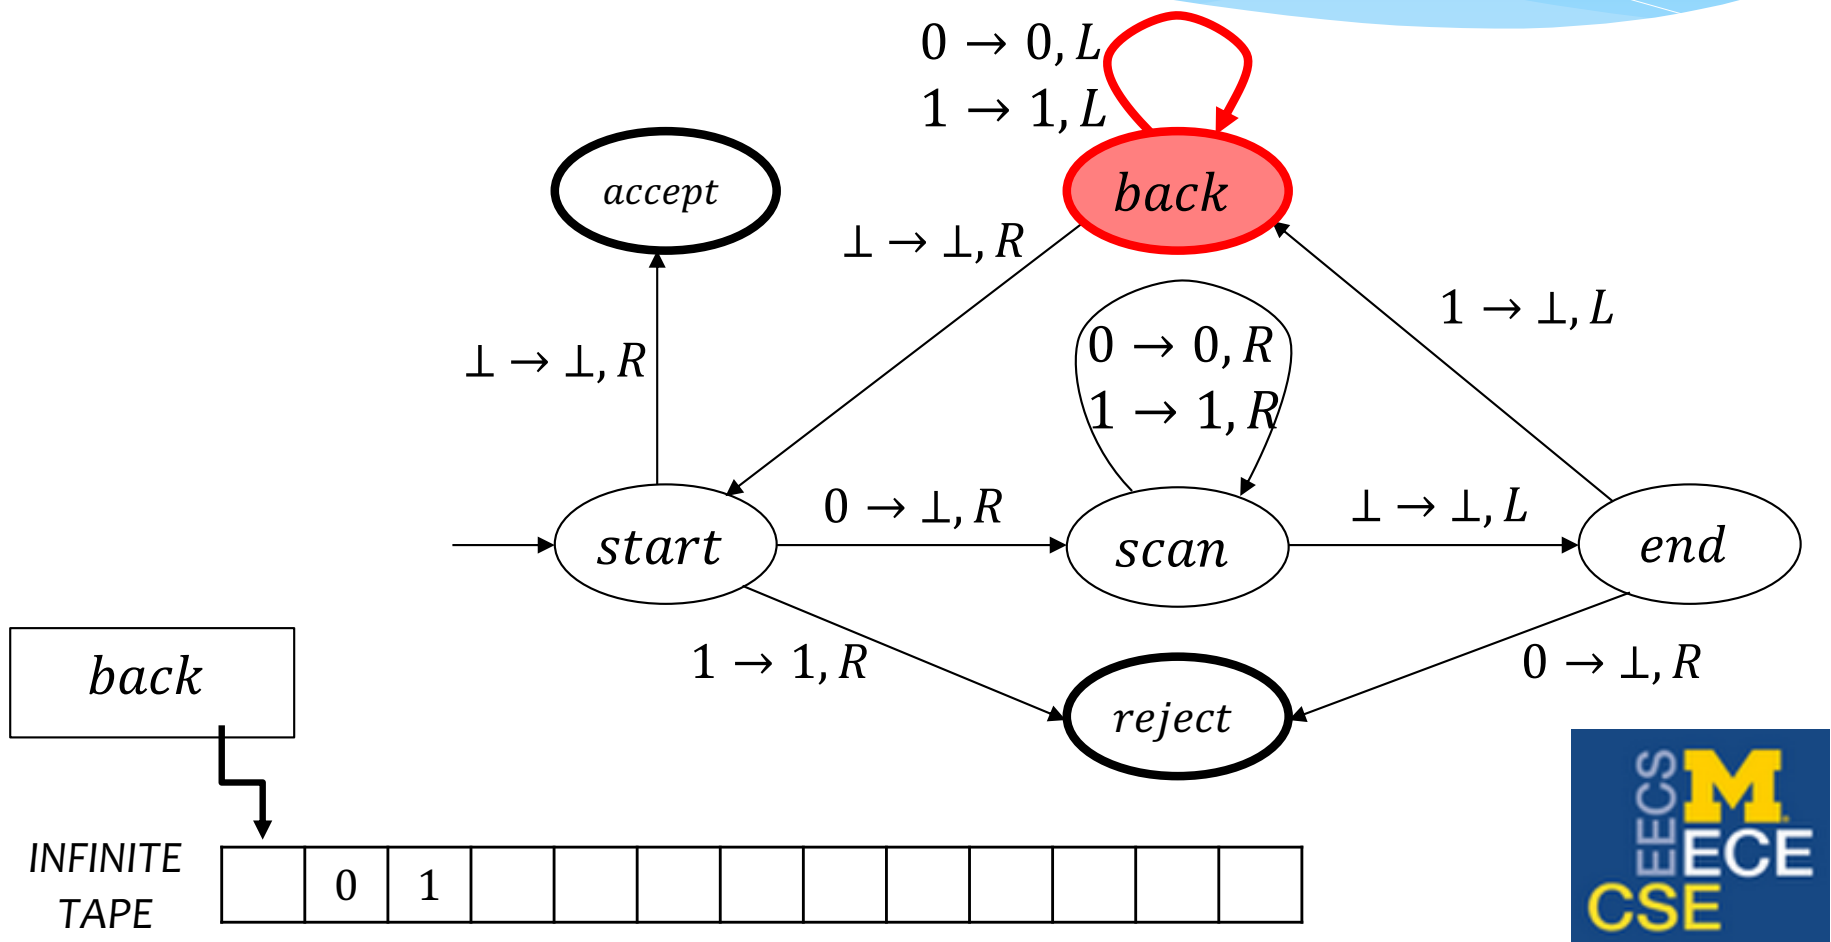 0 → 0, L
1 → 1, L
accept
back
⊥ → ⊥, R
1 → ⊥, L
0 → 0, R
⊥ → ⊥, R
1 → 1, R
0 → ⊥, R
⊥ → ⊥, L
start
scan
end
back
1 → 1, R
0 → ⊥, R
reject
INFINITE
TAPE
0 1
EECS
M
ECE
CSE